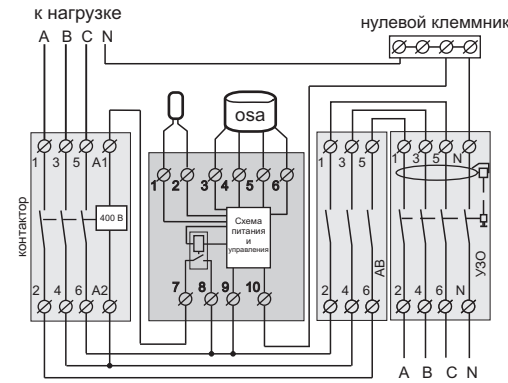 к нагрузке
A B C N
нулевой клеммник
osa
1 3 5 A1
1 2 3 4 5 6
1 3 5
1 3 5 N
контактор
400 В
Схема
питания
и
управления
АВ
УЗО
7 8 9 10
2 4 6 A2
2 4 6
2 4 6 N
A B C N